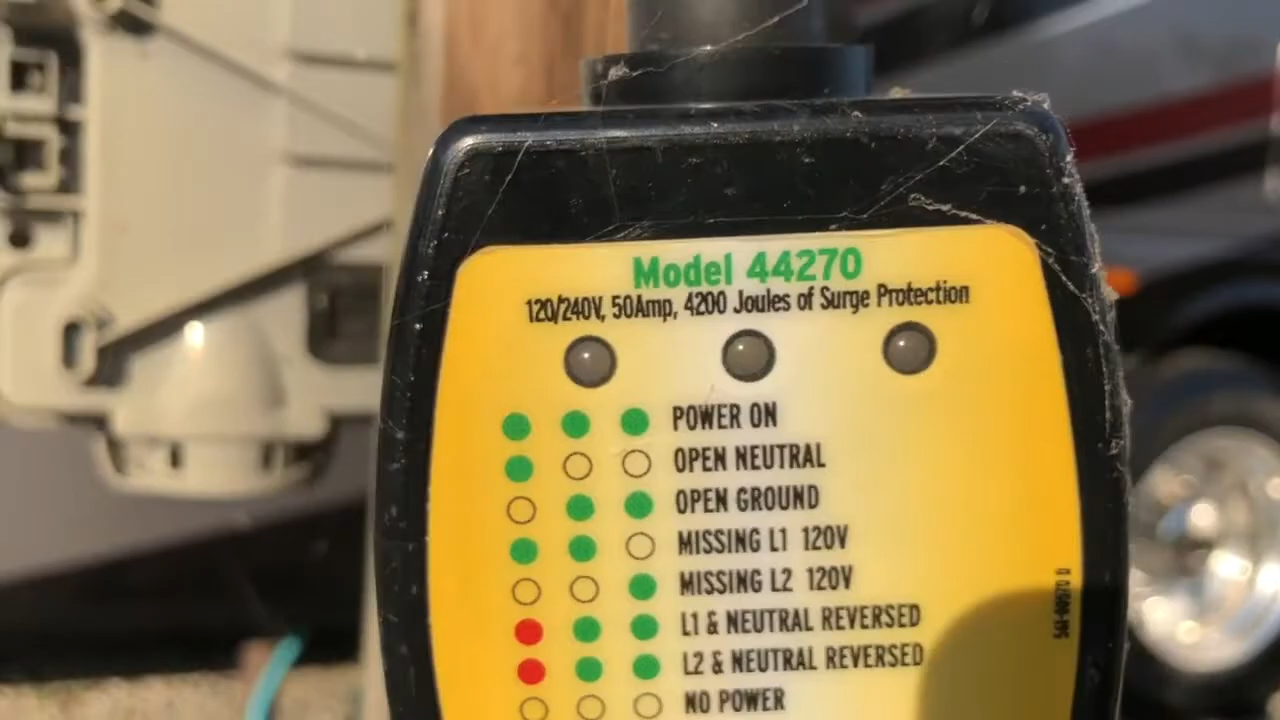 Model 44270
120/240V, 50Amp, 4200 Joules of Surge Protection
POWER ON
OPEN NEUTRAL
OPEN GROUND
MISSING L1 120V
MISSING L2 120V
L1 & NEUTRAL REVERSED
L2 & NEUTRAL REVERSED
NO POWER